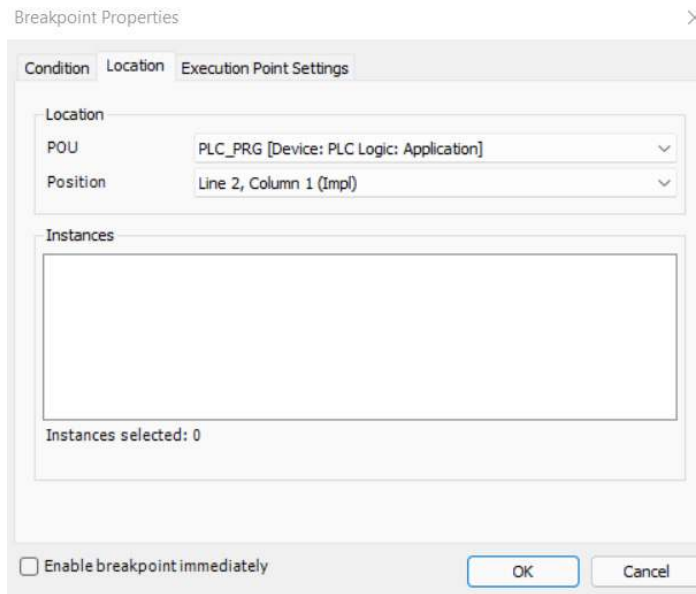 Breakpoint Properties
Condition Location Execution Point Settings
Location
POU PLC_PRG [Device: PLC Logic: Application]
Position Line 2, Column 1 (Impl)
Instances
Instances selected: 0
Enable breakpoint immediately OK Cancel